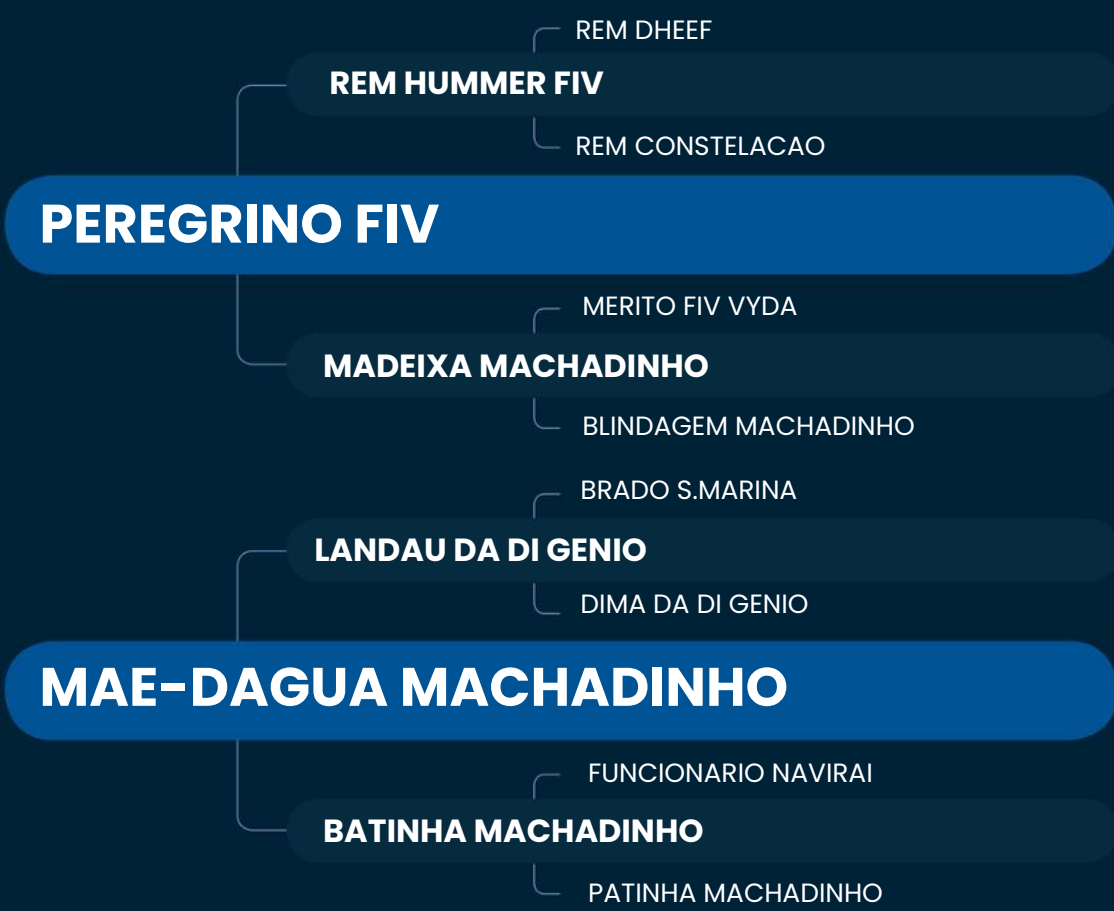 REM DHEEF
REM HUMMER FIV
REM CONSTELACAO
PEREGRINO FIV
MERITO FIV VYDA
MADEIXA MACHADINHO
BLINDAGEM MACHADINHO
BRADO S.MARINA
LANDAU DA DI GENIO
DIMA DA DI GENIO
MAE-DAGUA MACHADINHO
FUNCIONARIO NAVIRAI
BATINHA MACHADINHO
PATINHA MACHADINHO